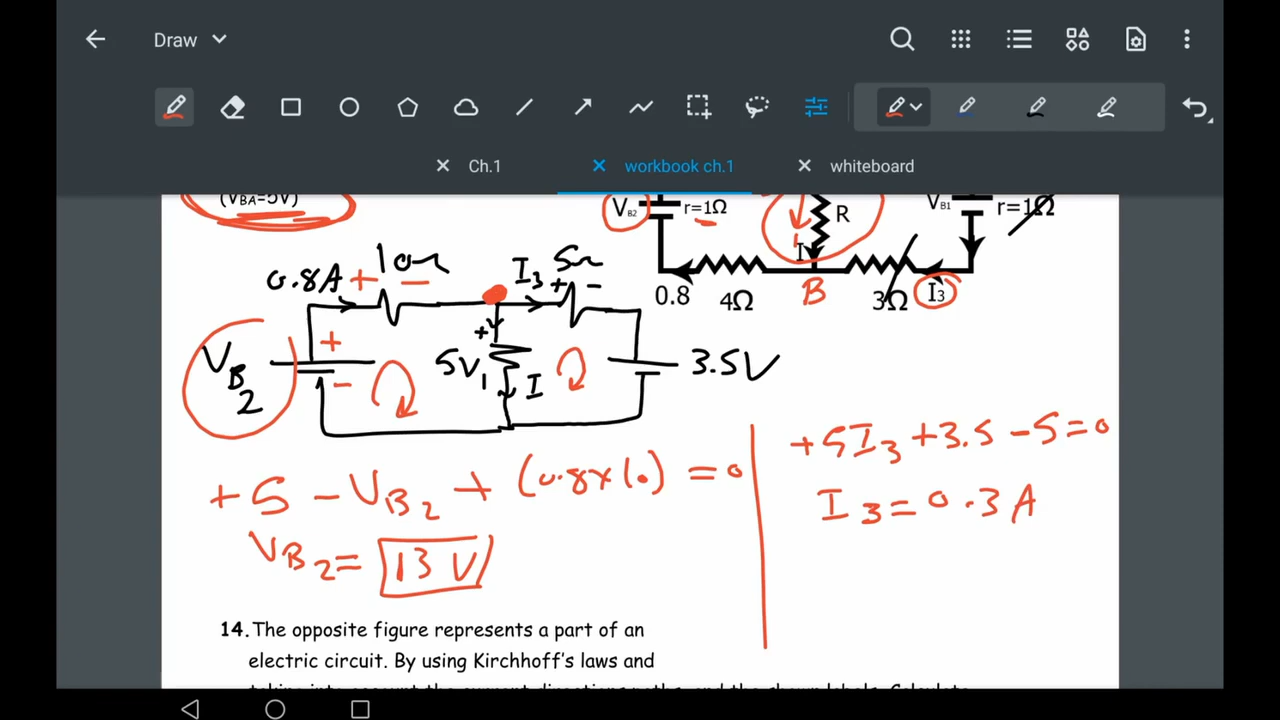 Draw
Ch.1
workbook ch.1
whiteboard
(VBA=5V)
VB2
r=1Ω
R
VB1
r=1Ω
I
0.8
4Ω
B
3Ω
I3
0.8A + 10Ω −
I3 5Ω
+ −
+
VB2
+
−
5V
+
I
3.5V
+5 − VB2 + (0.8×10) = 0
VB2 = 13 V
+5I3 +3.5 −5=0
I3 = 0.3A
14. The opposite figure represents a part of an
electric circuit. By using Kirchhoff's laws and